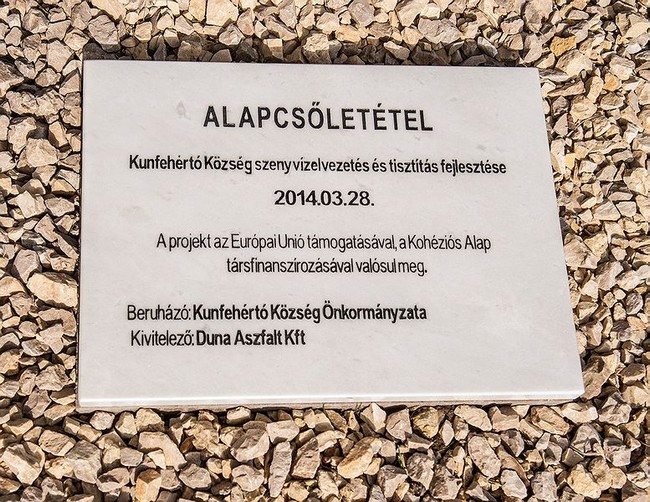 ALAPCSŐLETÉTEL
Kunfehértó Község szenyvízelvezetés és tisztítás fejlesztése
2014.03.28.
A projekt az Európai Unió támogatásával, a Kohéziós Alap
társfinanszírozásával valósul meg.
Beruházó: Kunfehértó Község Önkormányzata
Kivitelező: Duna Aszfalt Kft